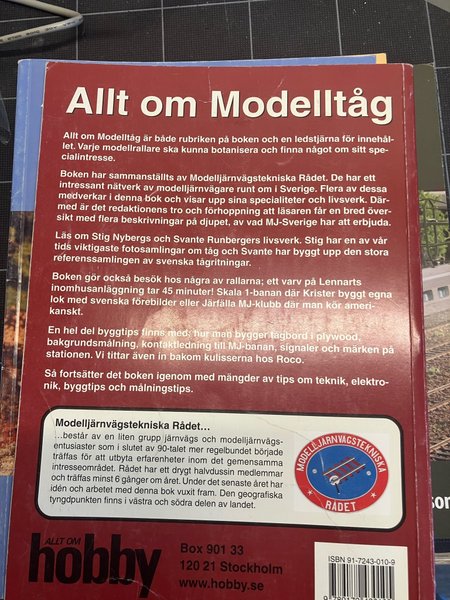 Allt om Modelltåg
Allt om Modelltåg är både rubriken på boken och en ledstjärna för innehål-
let. Varje modellrallare ska kunna botanisera och finna något om sitt spe-
cialintresse.
Boken har sammanställts av Modelljärnvägstekniska Rådet. De har ett
intressant nätverk av modelljärnvägare runt om i Sverige. Flera av dessa
medverkar i denna bok och visar upp sina specialiteter och livsverk. Där-
med är det redaktionens tro och förhoppning att läsaren får en bred över-
sikt med flera beskrivningar på djupet, av vad MJ-Sverige har att erbjuda.
Läs om Stig Nybergs och Svante Runbergers livsverk. Stig har en av vår
tids viktigaste fotosamlingar om tåg och Svante har byggt upp den stora
referenssamlingen av svenska tågritningar.
Boken gör också besök hos några av rallarna; ett varv på Lennarts
inomhusanläggning tar 45 minuter! Skala 1-banan där Krister byggt egna
lok med svenska förebilder eller Järfälla MJ-klubb där man kör ameri-
kanskt.
En hel del byggtips finns med: hur man bygger tågbord i plywood,
bakgrundsmålning, kontaktledning till MJ-banan, signaler och märken på
stationen. Vi tittar även in bakom kulisserna hos Roco.
Så fortsätter det boken igenom med mängder av tips om teknik, elektro-
nik, byggtips och målningstips.
Modelljärnvägstekniska Rådet...
...består av en liten grupp järnvägs och modelljärnvägs-
entusiaster som i slutet av 90-talet mer regelbundet började
träffas för att utbyta erfarenheter inom det gemensamma
intresseområdet. Rådet har ett drygt halvdussin medlemmar
och träffas minst 6 gånger om året. Under det senaste året har
idén och arbetet med denna bok vuxit fram. Den geografiska
tyngdpunkten finns i västra och södra delen av landet.
MODELLJÄRNVÄGSTEKNISKA
RÅDET
ALLT OM
hobby
Box 901 33
120 21 Stockholm
www.hobby.se
ISBN 91-7243-010-9